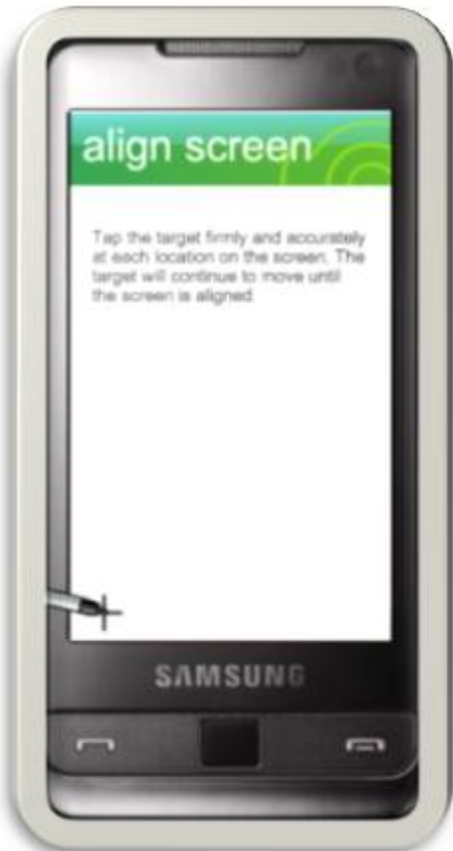 align screen
Tap the target firmly and accurately
at each location on the screen. The
target will continue to move until
the screen is aligned.
SAMSUNG